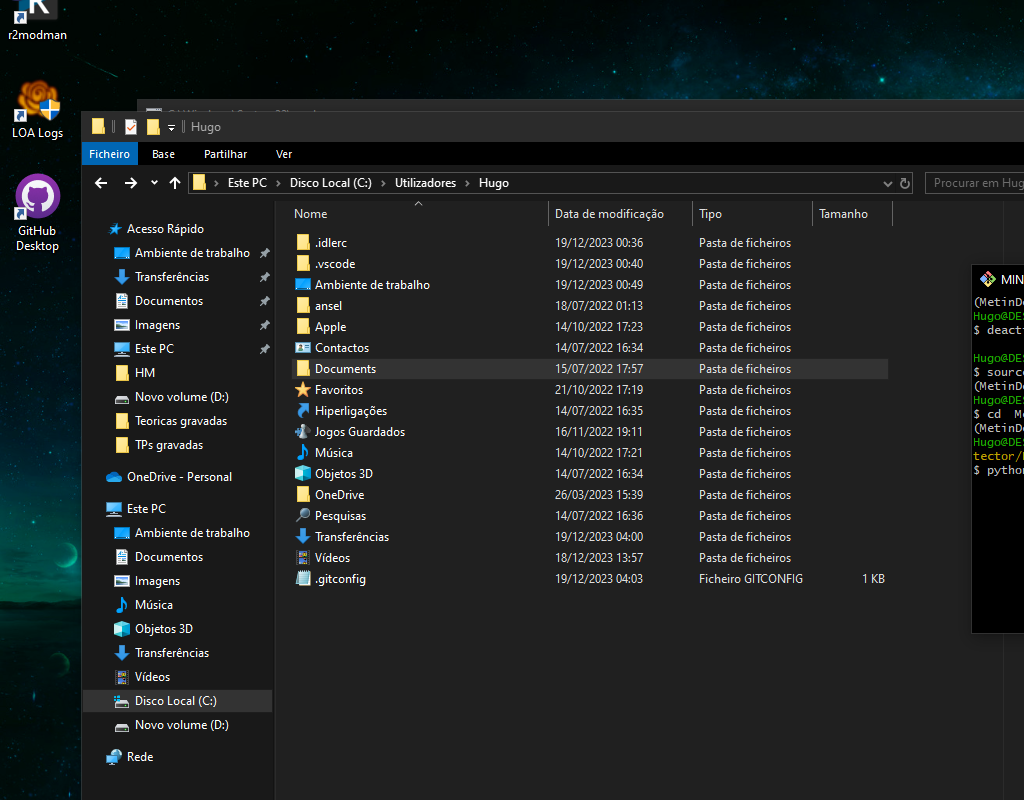 r2modman
LOA Logs
GitHub
Desktop
Hugo
Ficheiro Base Partilhar Ver
Este PC Disco Local (C:) Utilizadores Hugo
Procurar em Hug
Nome Data de modificação Tipo Tamanho
Acesso Rápido
Ambiente de trabalho
Transferências
Documentos
Imagens
Este PC
HM
Novo volume (D:)
Teoricas gravadas
TPs gravadas
OneDrive - Personal
Este PC
Ambiente de trabalho
Documentos
Imagens
Música
Objetos 3D
Transferências
Vídeos
Disco Local (C:)
Novo volume (D:)
Rede
.idlerc 19/12/2023 00:36 Pasta de ficheiros
.vscode 19/12/2023 00:40 Pasta de ficheiros
Ambiente de trabalho 19/12/2023 00:49 Pasta de ficheiros
ansel 18/07/2022 01:13 Pasta de ficheiros
Apple 14/10/2022 17:23 Pasta de ficheiros
Contactos 14/07/2022 16:34 Pasta de ficheiros
Documents 15/07/2022 17:57 Pasta de ficheiros
Favoritos 21/10/2022 17:19 Pasta de ficheiros
Hiperligações 14/07/2022 16:35 Pasta de ficheiros
Jogos Guardados 16/11/2022 19:11 Pasta de ficheiros
Música 14/10/2022 17:21 Pasta de ficheiros
Objetos 3D 14/07/2022 16:34 Pasta de ficheiros
OneDrive 26/03/2023 15:39 Pasta de ficheiros
Pesquisas 14/07/2022 16:36 Pasta de ficheiros
Transferências 19/12/2023 04:00 Pasta de ficheiros
Vídeos 18/12/2023 13:57 Pasta de ficheiros
.gitconfig 19/12/2023 04:03 Ficheiro GITCONFIG 1 KB
MIN
(MetinDe
Hugo@DES
$ deact
Hugo@DES
$ source
(MetinDe
Hugo@DES
$ cd Me
(MetinDe
Hugo@DES
tector/
$ python